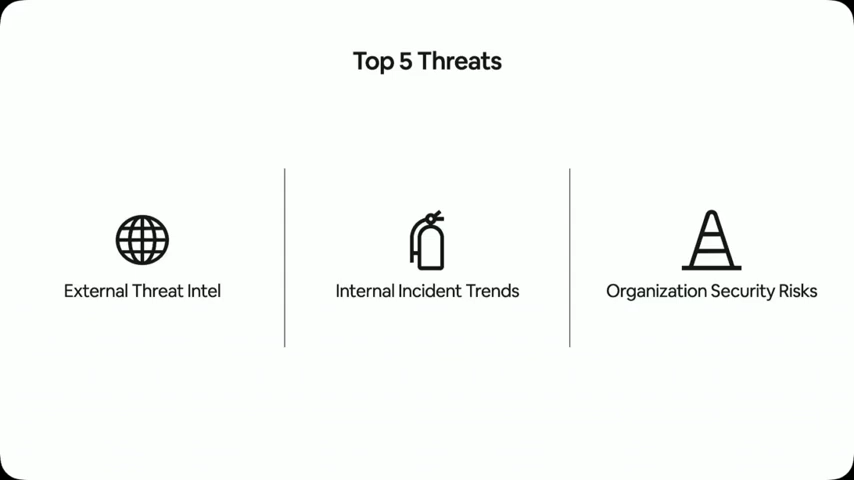 Top 5 Threats
External Threat Intel
Internal Incident Trends
Organization Security Risks